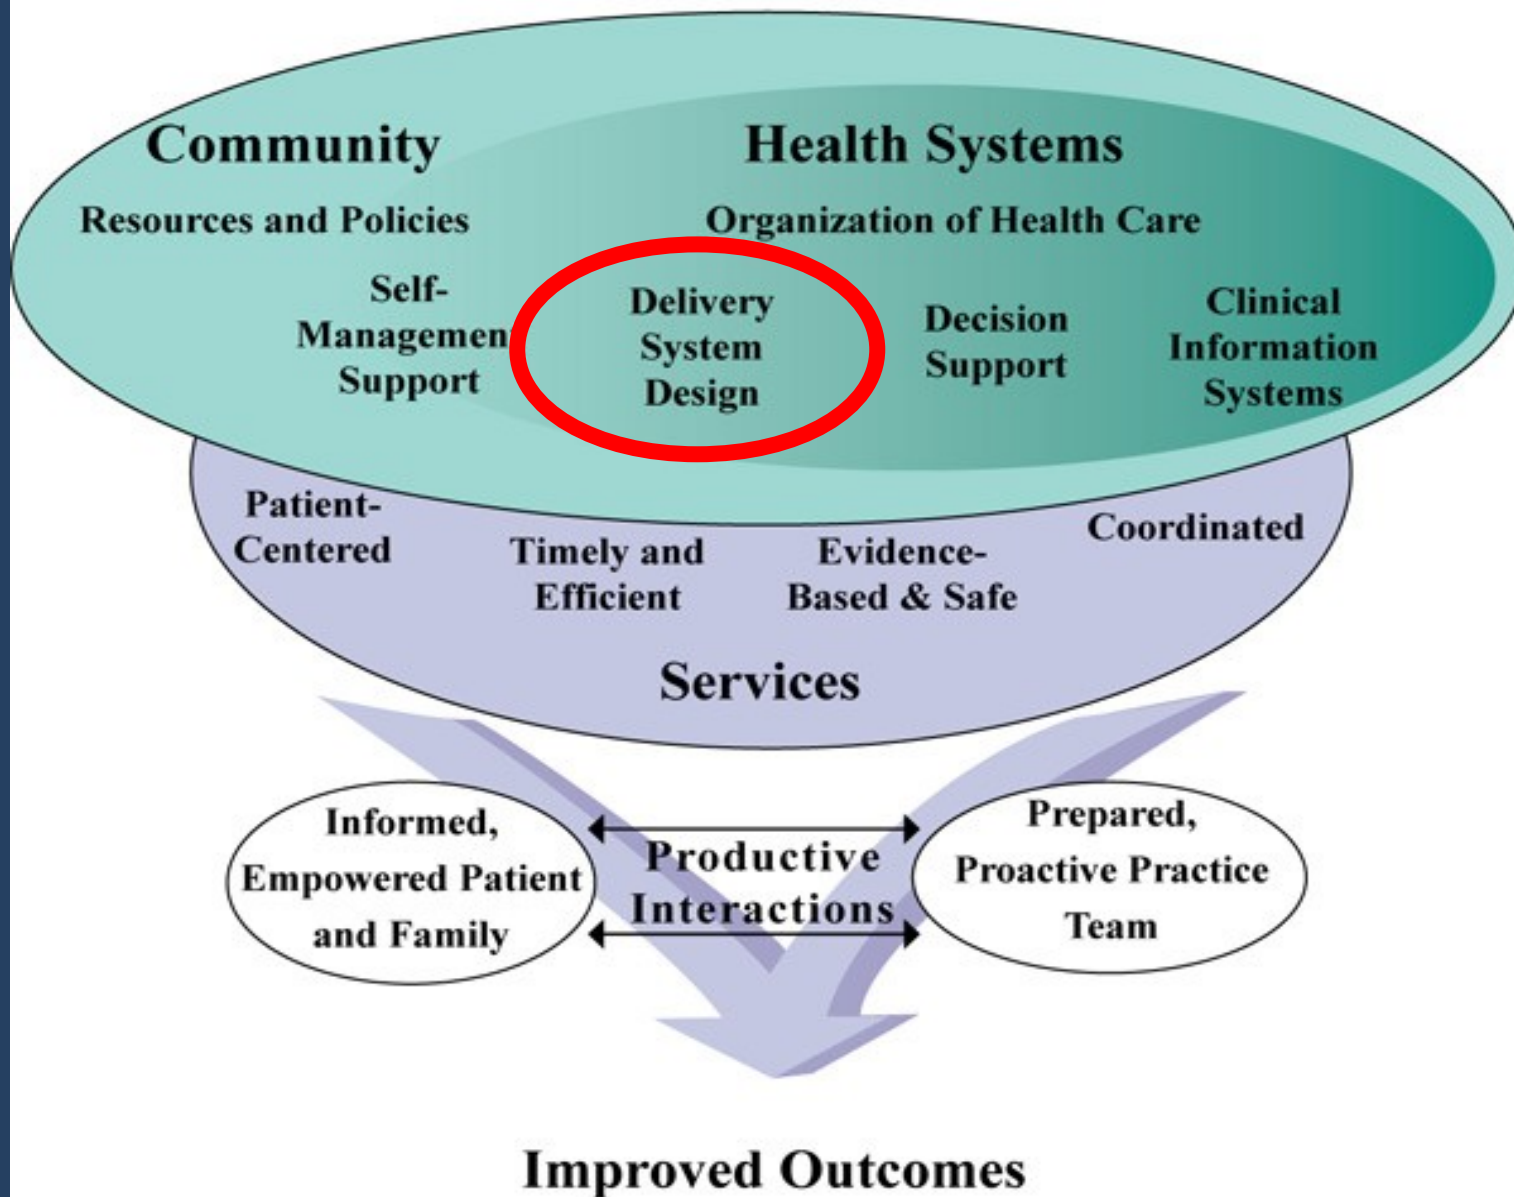 Community
Health Systems
Resources and Policies
Organization of Health Care
Self-
Managemen
Support
Delivery
System
Design
Decision
Support
Clinical
Information
Systems
Patient-
Centered
Timely and
Efficient
Evidence-
Based & Safe
Coordinated
Services
Informed,
Empowered Patient
and Family
Productive
Interactions
Prepared,
Proactive Practice
Team
Improved Outcomes